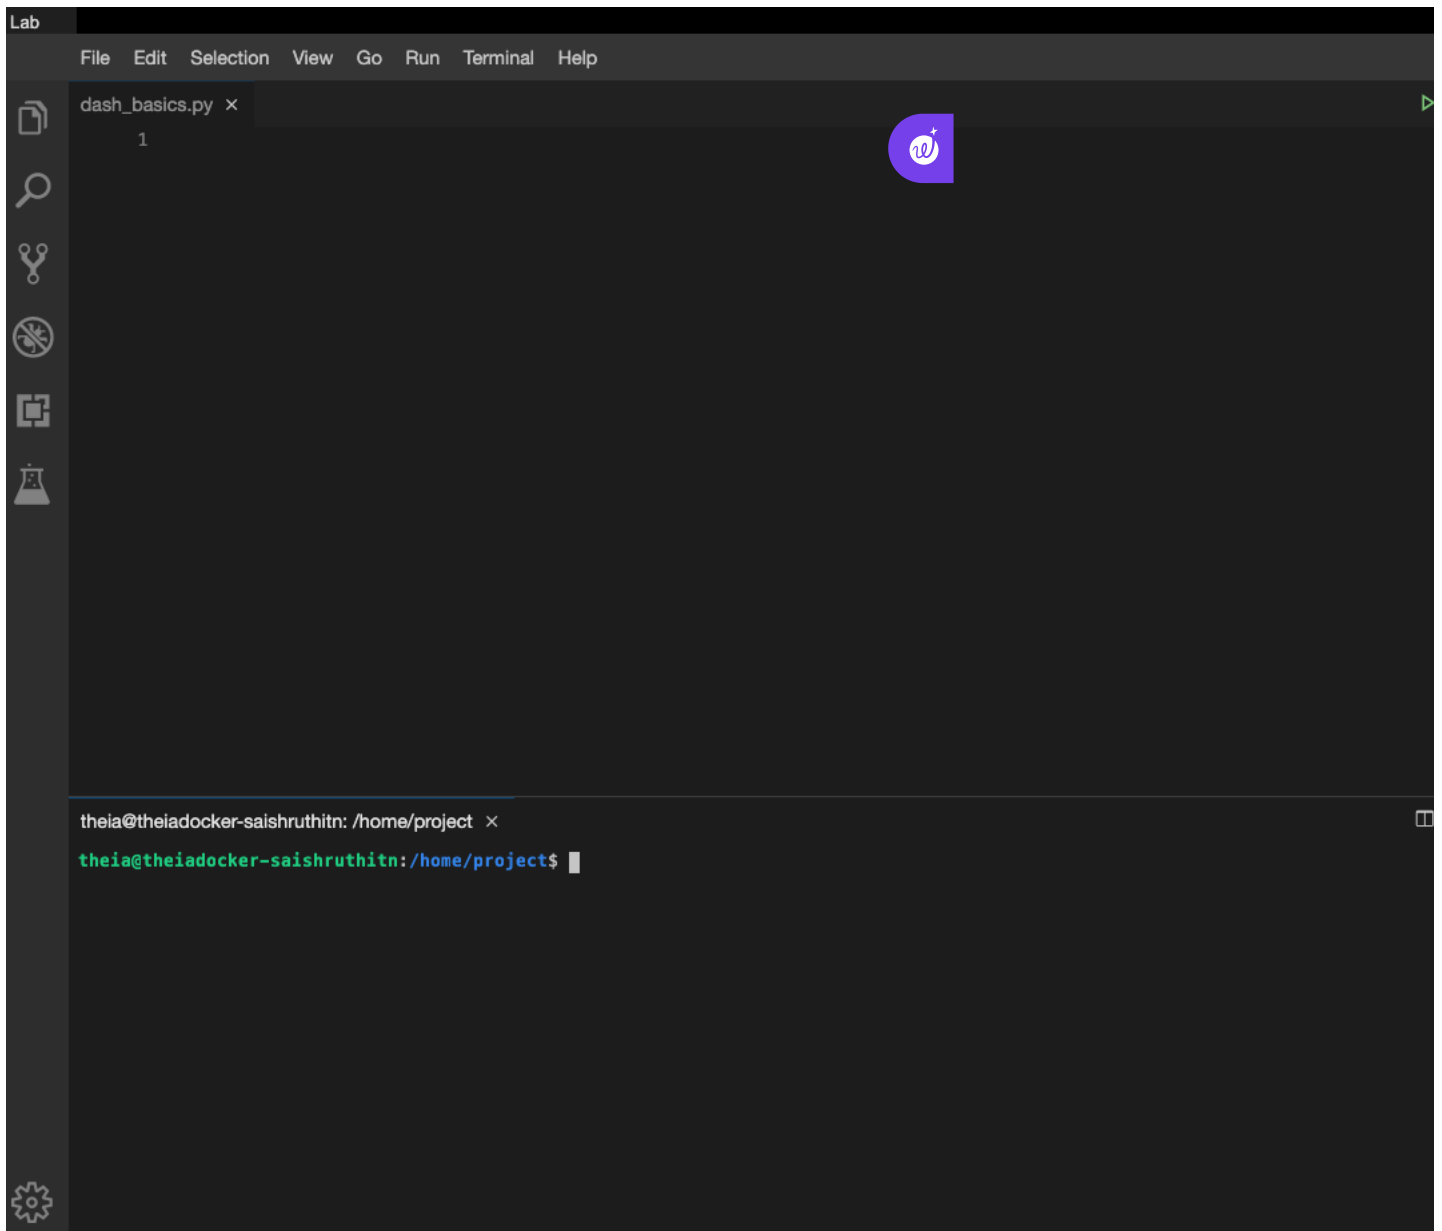 Lab
File Edit Selection View Go Run Terminal Help
dash_basics.py ×
1
theia@theiadocker-saishruthitn: /home/project ×
theia@theiadocker-saishruthitn:/home/project$